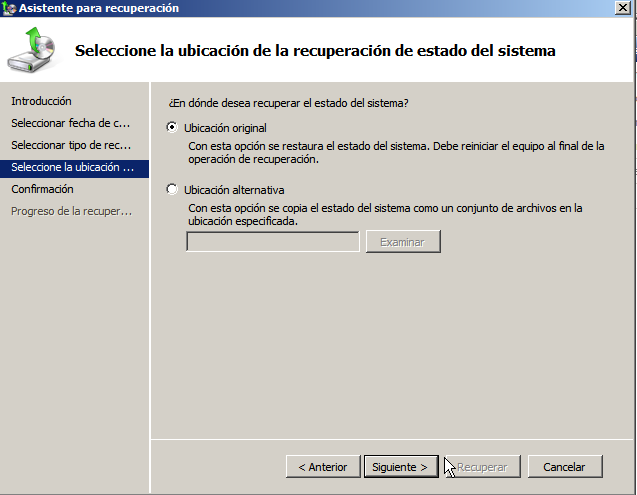 Asistente para recuperación
Seleccione la ubicación de la recuperación de estado del sistema
Introducción
Seleccionar fecha de c...
Seleccionar tipo de rec...
Seleccione la ubicación ...
Confirmación
Progreso de la recuper...
¿En dónde desea recuperar el estado del sistema?
Ubicación original
Con esta opción se restaura el estado del sistema. Debe reiniciar el equipo al final de la
operación de recuperación.
Ubicación alternativa
Con esta opción se copia el estado del sistema como un conjunto de archivos en la
ubicación especificada.
Examinar
< Anterior
Siguiente >
Recuperar
Cancelar